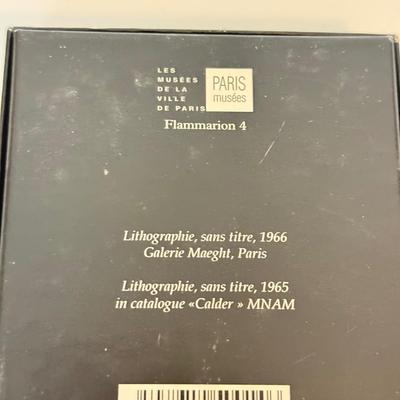 LES
MUSÉES
DE LA
VILLE
DE PARIS
PARIS
musées
Flammarion 4
Lithographie, sans titre, 1966
Galerie Maeght, Paris
Lithographie, sans titre, 1965
in catalogue «Calder » MNAM